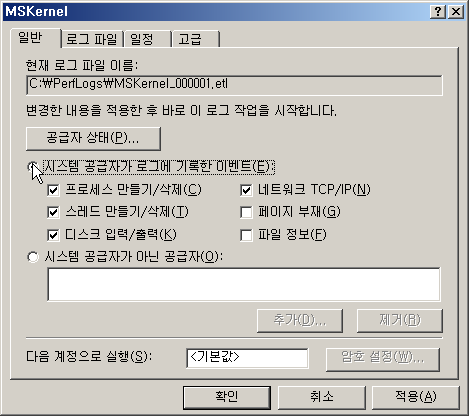 MSKernel
일반 로그 파일 일정 고급
현재 로그 파일 이름:
C:\PerfLogs\MSKernel_000001.etl
변경한 내용을 적용한 후 바로 이 로그 작업을 시작합니다.
공급자 상태(P)...
시스템 공급자가 로그에 기록한 이벤트(E)
프로세스 만들기/삭제(C) 네트워크 TCP/IP(N)
스레드 만들기/삭제(T) 페이지 부재(G)
디스크 입력/출력(K) 파일 정보(F)
시스템 공급자가 아닌 공급자(O):
추가(D)... 제거(R)
다음 계정으로 실행(S): <기본값> 암호 설정(W)...
확인 취소 적용(A)